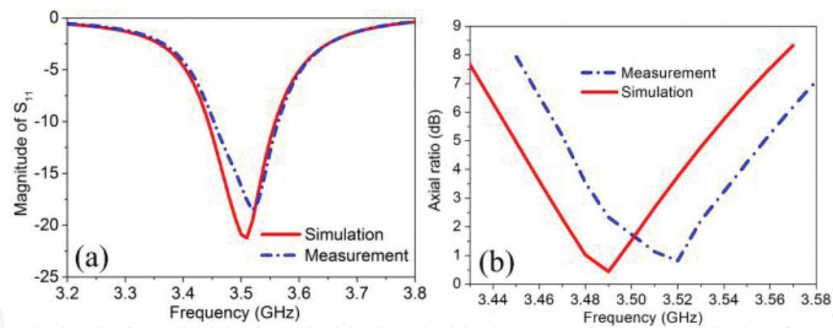 0
-5
-10
-15
-20
-25
Magnitude of S11
3.2 3.3 3.4 3.5 3.6 3.7 3.8
Frequency (GHz)
Simulation
Measurement
(a)
9
8
7
6
5
4
3
2
1
0
Axial ratio (dB)
3.44 3.46 3.48 3.50 3.52 3.54 3.56 3.58
Frequency (GHz)
Measurement
Simulation
b)
(b)